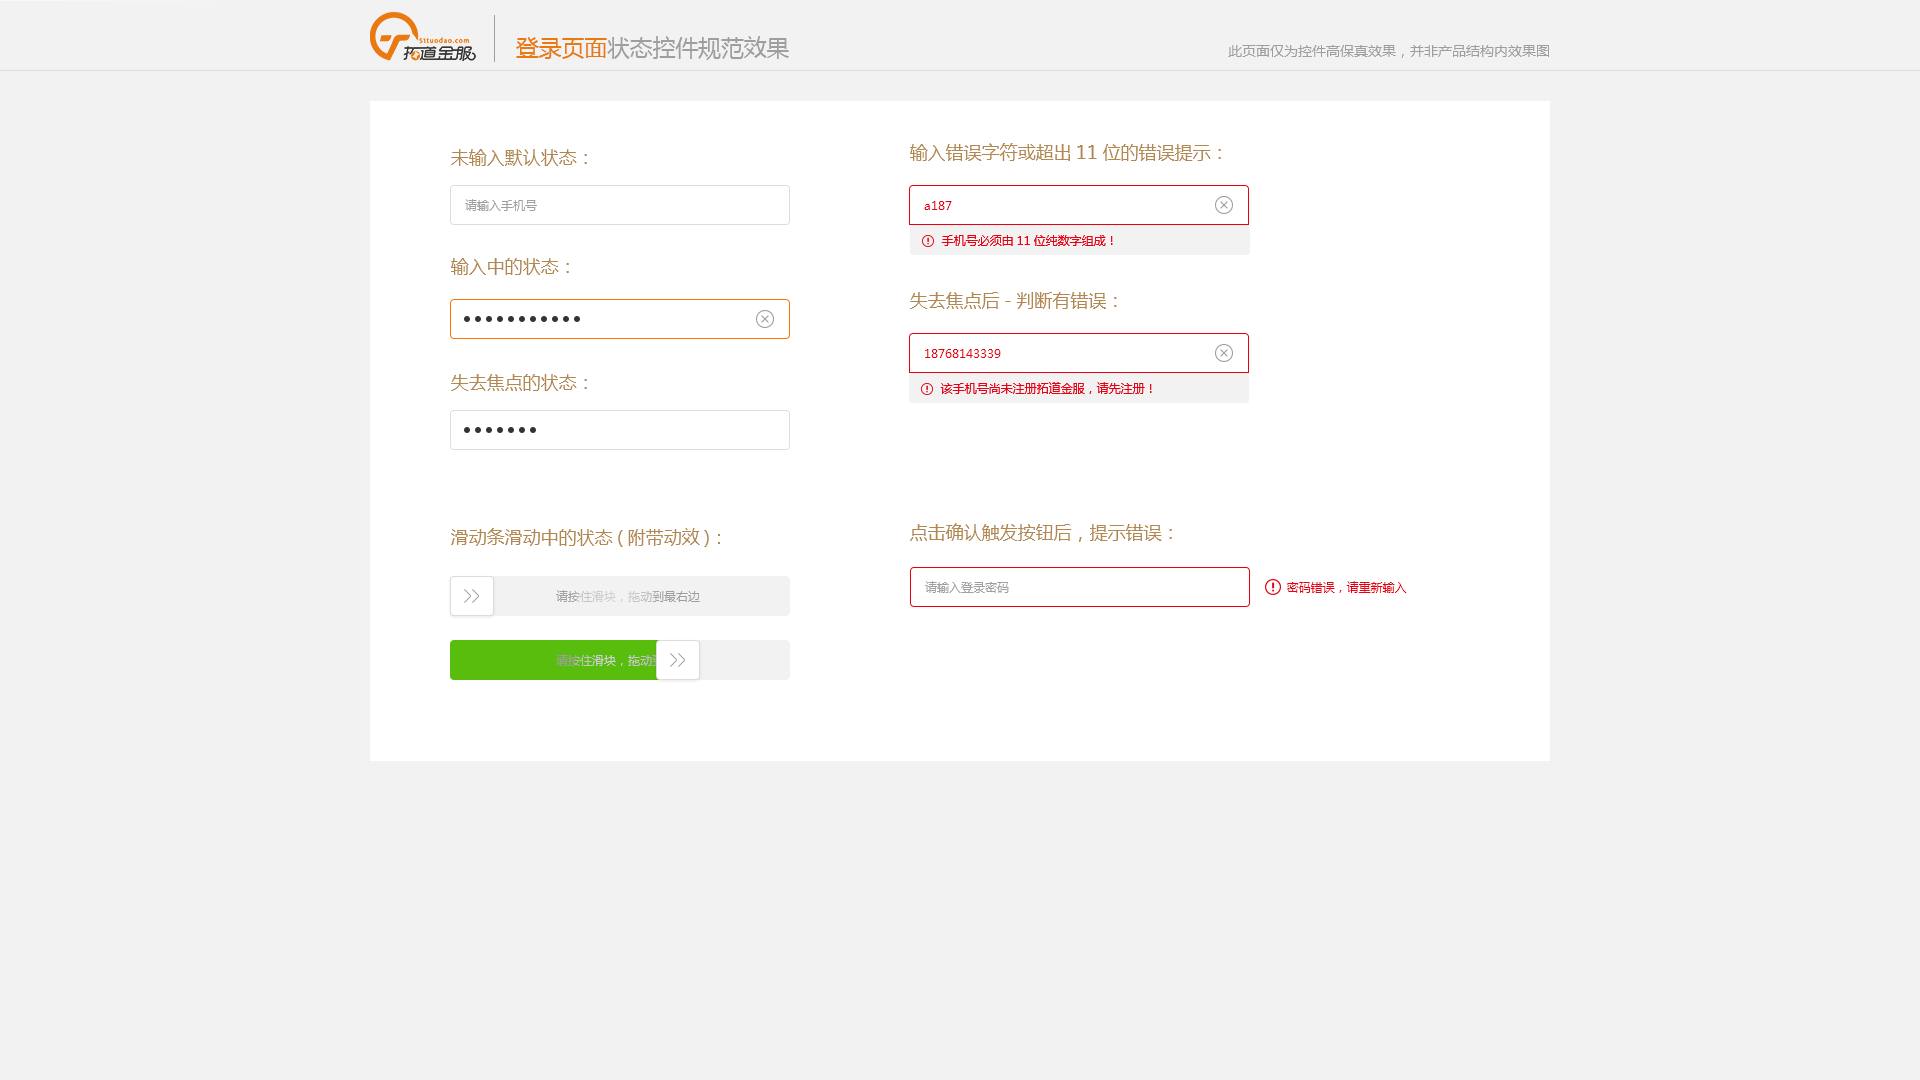 51tuodao.com
拓道金服
登录页面状态控件规范效果
此页面仅为控件高保真效果，并非产品结构内效果图
未输入默认状态：
请输入手机号
输入中的状态：
失去焦点的状态：
滑动条滑动中的状态 ( 附带动效 )：
请按住滑块，拖动到最右边
请按住滑块，拖动
输入错误字符或超出 11 位的错误提示：
a187
手机号必须由 11 位纯数字组成！
失去焦点后 - 判断有错误：
18768143339
该手机号尚未注册拓道金服，请先注册！
点击确认触发按钮后，提示错误：
请输入登录密码
密码错误，请重新输入